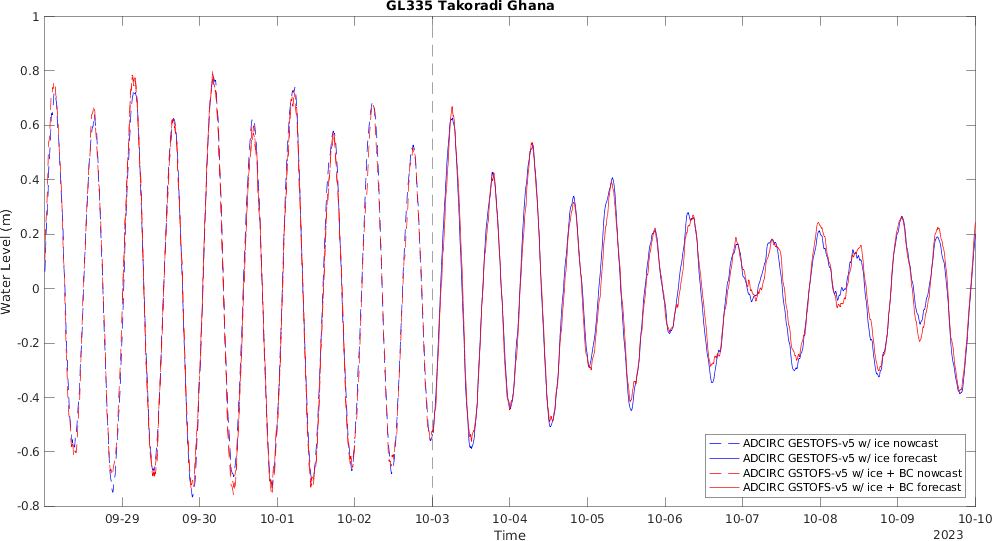 GL335 Takoradi Ghana
1
0.8
0.6
0.4
0.2
0
-0.2
-0.4
-0.6
-0.8
Water Level (m)
ADCIRC GESTOFS-v5 w/ ice nowcast
ADCIRC GESTOFS-v5 w/ ice forecast
ADCIRC GSTOFS-v5 w/ ice + BC nowcast
ADCIRC GSTOFS-v5 w/ ice + BC forecast
09-29 09-30 10-01 10-02 10-03 10-04 10-05 10-06 10-07 10-08 10-09 10-10
Time
2023